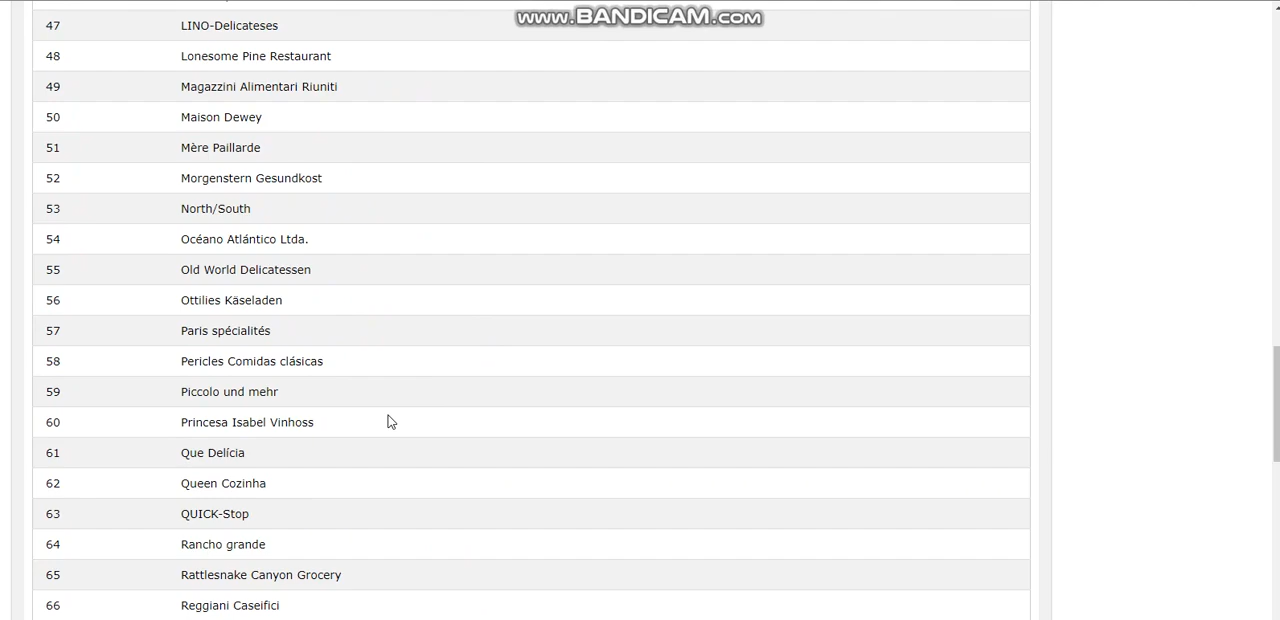 www.BANDICAM.com
47 LINO-Delicateses
48 Lonesome Pine Restaurant
49 Magazzini Alimentari Riuniti
50 Maison Dewey
51 Mère Paillarde
52 Morgenstern Gesundkost
53 North/South
54 Océano Atlántico Ltda.
55 Old World Delicatessen
56 Ottilies Käseladen
57 Paris spécialités
58 Pericles Comidas clásicas
59 Piccolo und mehr
60 Princesa Isabel Vinhoss
61 Que Delícia
62 Queen Cozinha
63 QUICK-Stop
64 Rancho grande
65 Rattlesnake Canyon Grocery
66 Reggiani Caseifici